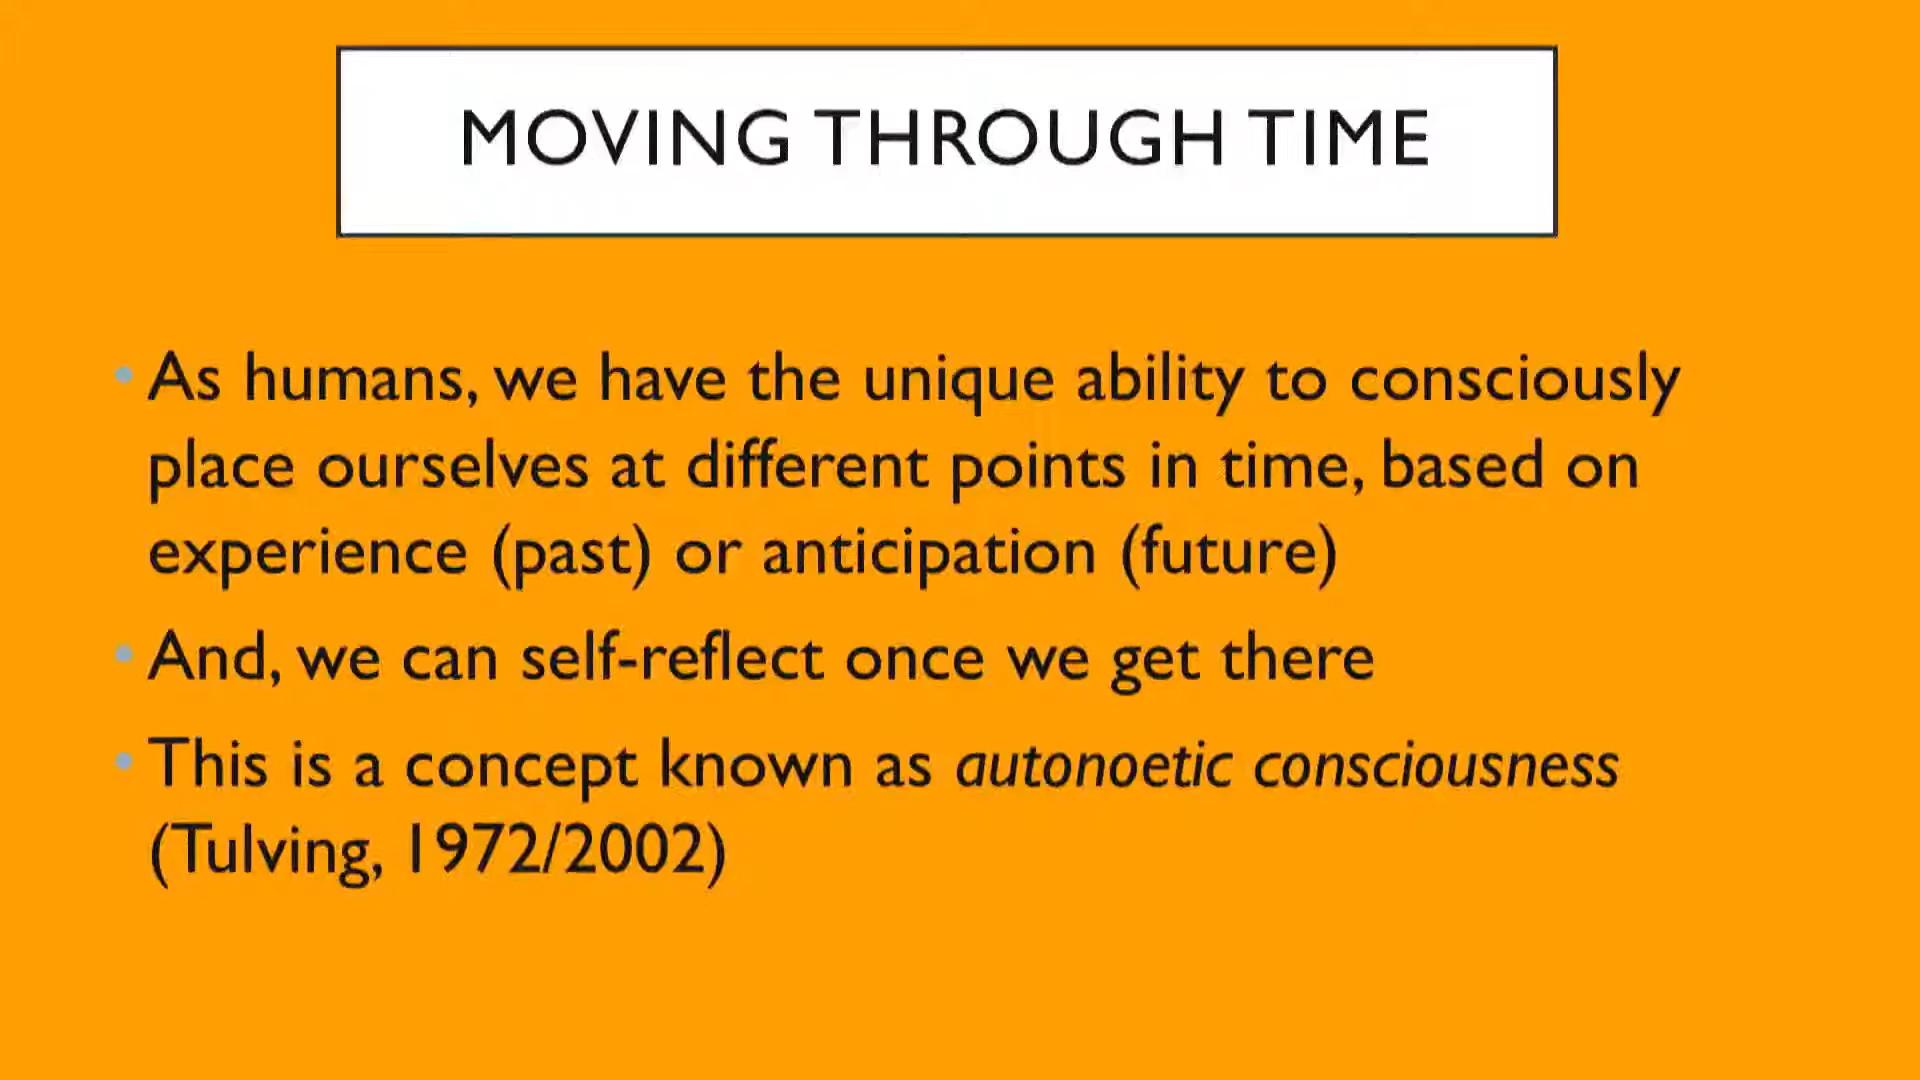 MOVING THROUGH TIME
• As humans, we have the unique ability to consciously
place ourselves at different points in time, based on
experience (past) or anticipation (future)
• And, we can self-reflect once we get there
• This is a concept known as autonoetic consciousness
(Tulving, 1972/2002)